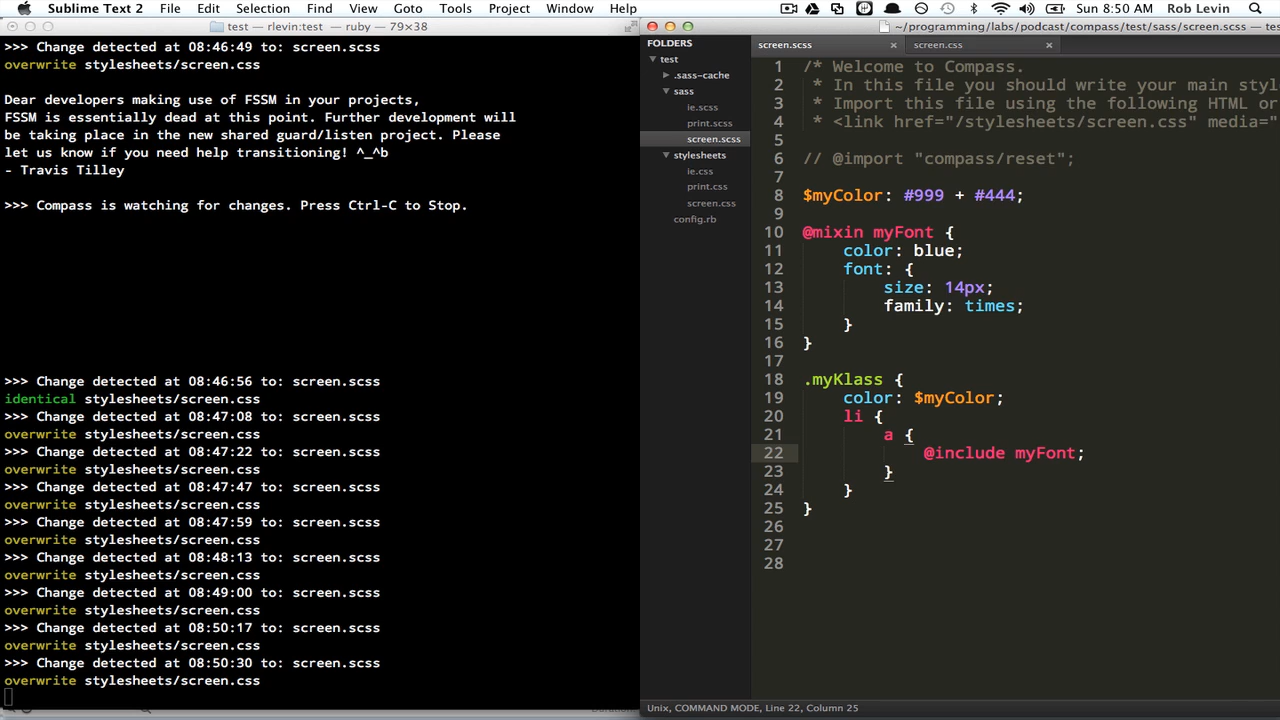 Sublime Text 2 File Edit Selection Find View Goto Tools Project Window Help Sun 8:50 AM Rob Levin
test — rlevin:test — ruby — 79×38
>>> Change detected at 08:46:49 to: screen.scss
overwrite stylesheets/screen.css
Dear developers making use of FSSM in your projects,
FSSM is essentially dead at this point. Further development will
be taking place in the new shared guard/listen project. Please
let us know if you need help transitioning! ^_^b
- Travis Tilley
>>> Compass is watching for changes. Press Ctrl-C to Stop.
>>> Change detected at 08:46:56 to: screen.scss
identical stylesheets/screen.css
>>> Change detected at 08:47:08 to: screen.scss
overwrite stylesheets/screen.css
>>> Change detected at 08:47:22 to: screen.scss
overwrite stylesheets/screen.css
>>> Change detected at 08:47:47 to: screen.scss
overwrite stylesheets/screen.css
>>> Change detected at 08:47:59 to: screen.scss
overwrite stylesheets/screen.css
>>> Change detected at 08:48:13 to: screen.scss
overwrite stylesheets/screen.css
>>> Change detected at 08:49:00 to: screen.scss
overwrite stylesheets/screen.css
>>> Change detected at 08:50:17 to: screen.scss
overwrite stylesheets/screen.css
>>> Change detected at 08:50:30 to: screen.scss
overwrite stylesheets/screen.css
~/programming/labs/podcast/compass/test/sass/screen.scss — tes
FOLDERS
test
.sass-cache
sass
ie.scss
print.scss
screen.scss
stylesheets
ie.css
print.css
screen.css
config.rb
screen.scss screen.css
1 /* Welcome to Compass.
2 * In this file you should write your main styl
3 * Import this file using the following HTML or
4 * <link href="/stylesheets/screen.css" media="
5
6 // @import "compass/reset";
7
8 $myColor: #999 + #444;
9
10 @mixin myFont {
11 color: blue;
12 font: {
13 size: 14px;
14 family: times;
15 }
16 }
17
18 .myKlass {
19 color: $myColor;
20 li {
21 a {
22 @include myFont;
23 }
24 }
25 }
26
27
28
Unix, COMMAND MODE, Line 22, Column 25